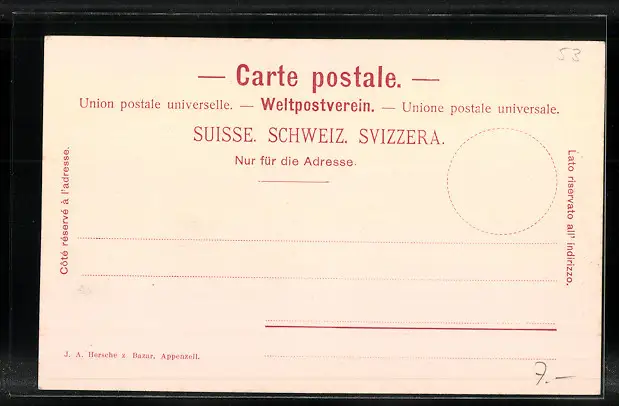 53
— Carte postale. —
Union postale universelle. — Weltpostverein. — Unione postale universale.
SUISSE. SCHWEIZ. SVIZZERA.
Nur für die Adresse.
Côté réservé à l'adresse.
Lato riservato all' indirizzo.
J. A. Hersche z. Bazar, Appenzell.
7.—